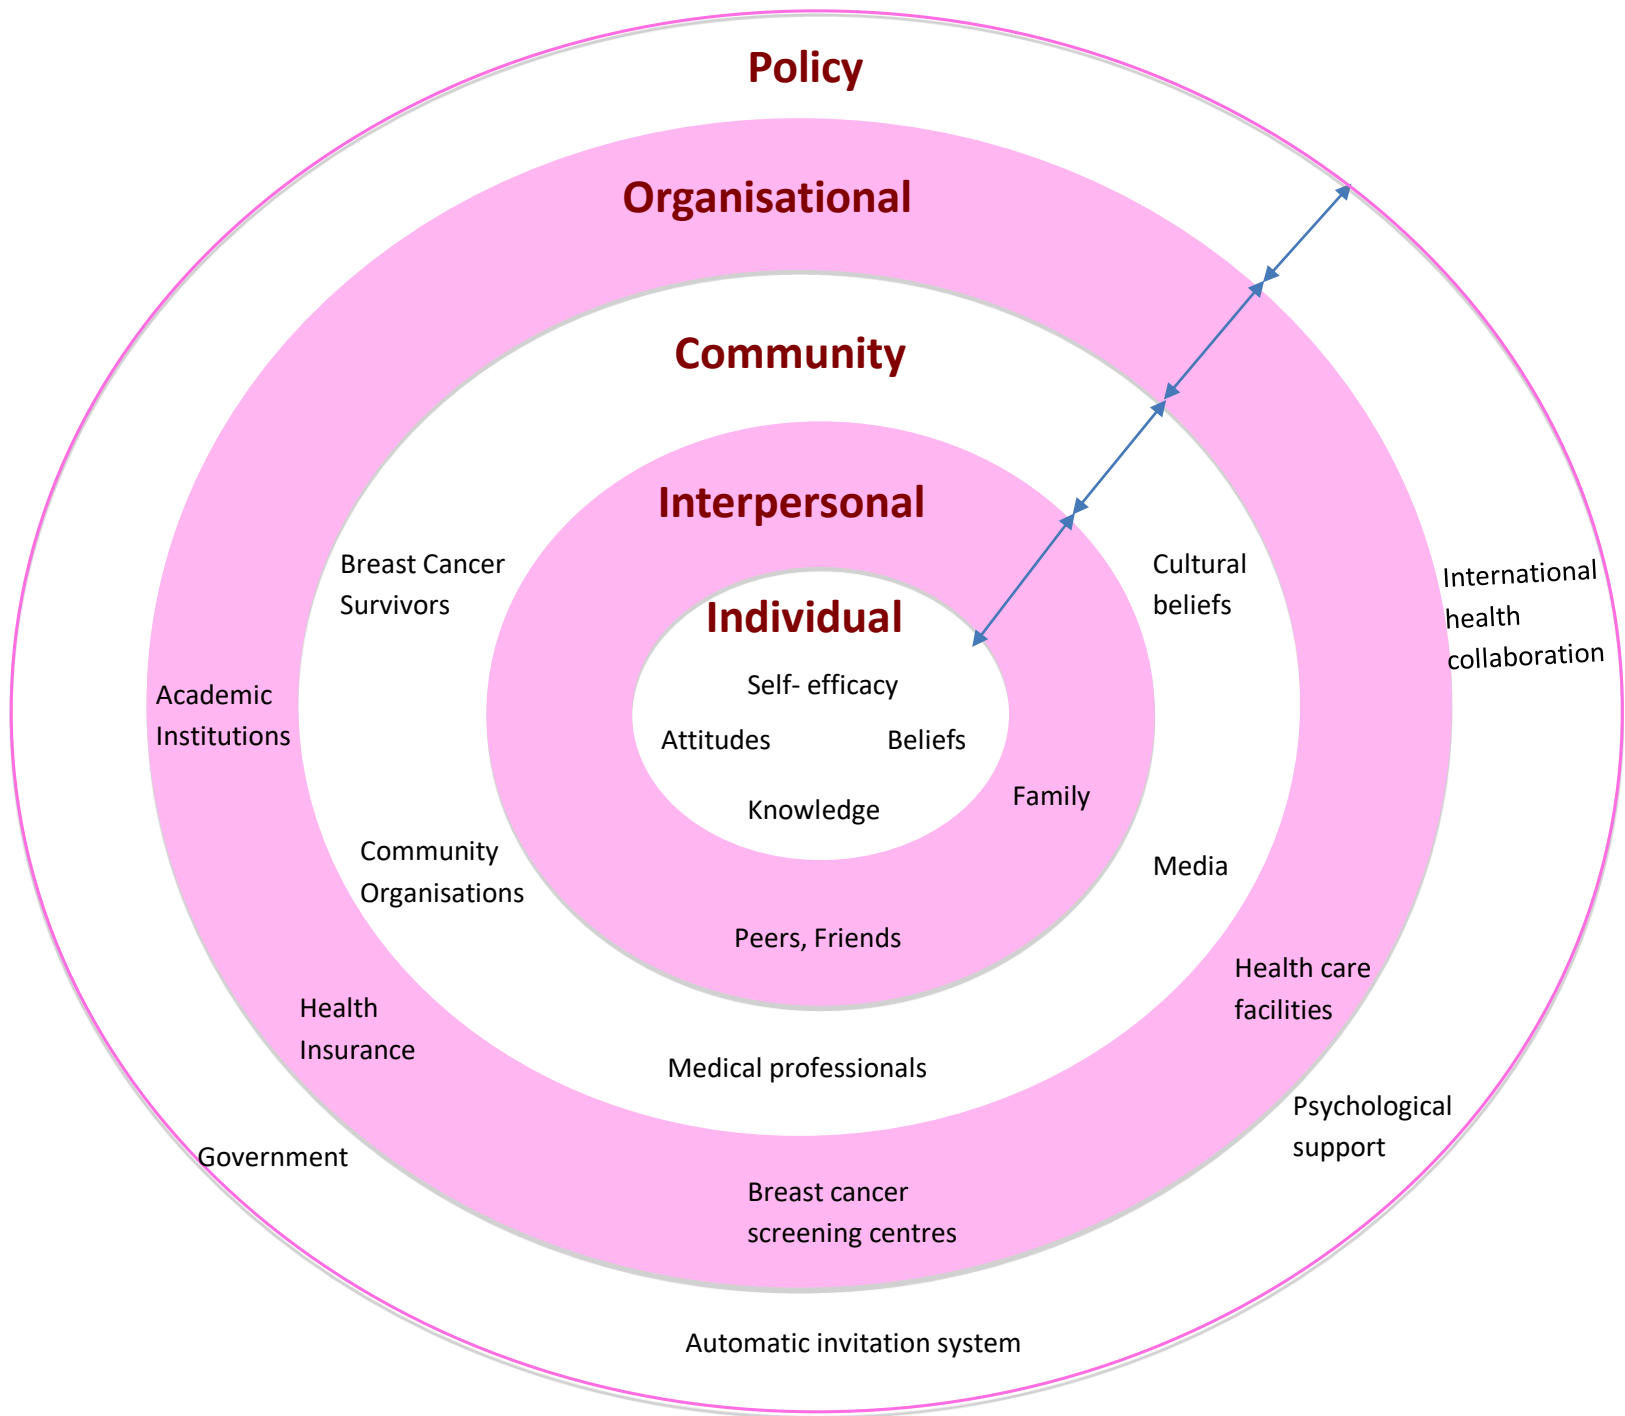 Policy
Organisational
Community
Interpersonal
Breast Cancer
Survivors
Cultural
beliefs
International
health
collaboration
Individual
Self- efficacy
Attitudes
Beliefs
Knowledge
Academic
Institutions
Family
Community
Organisations
Media
Peers, Friends
Health care
facilities
Health
Insurance
Medical professionals
Psychological
support
Government
Breast cancer
screening centres
Automatic invitation system